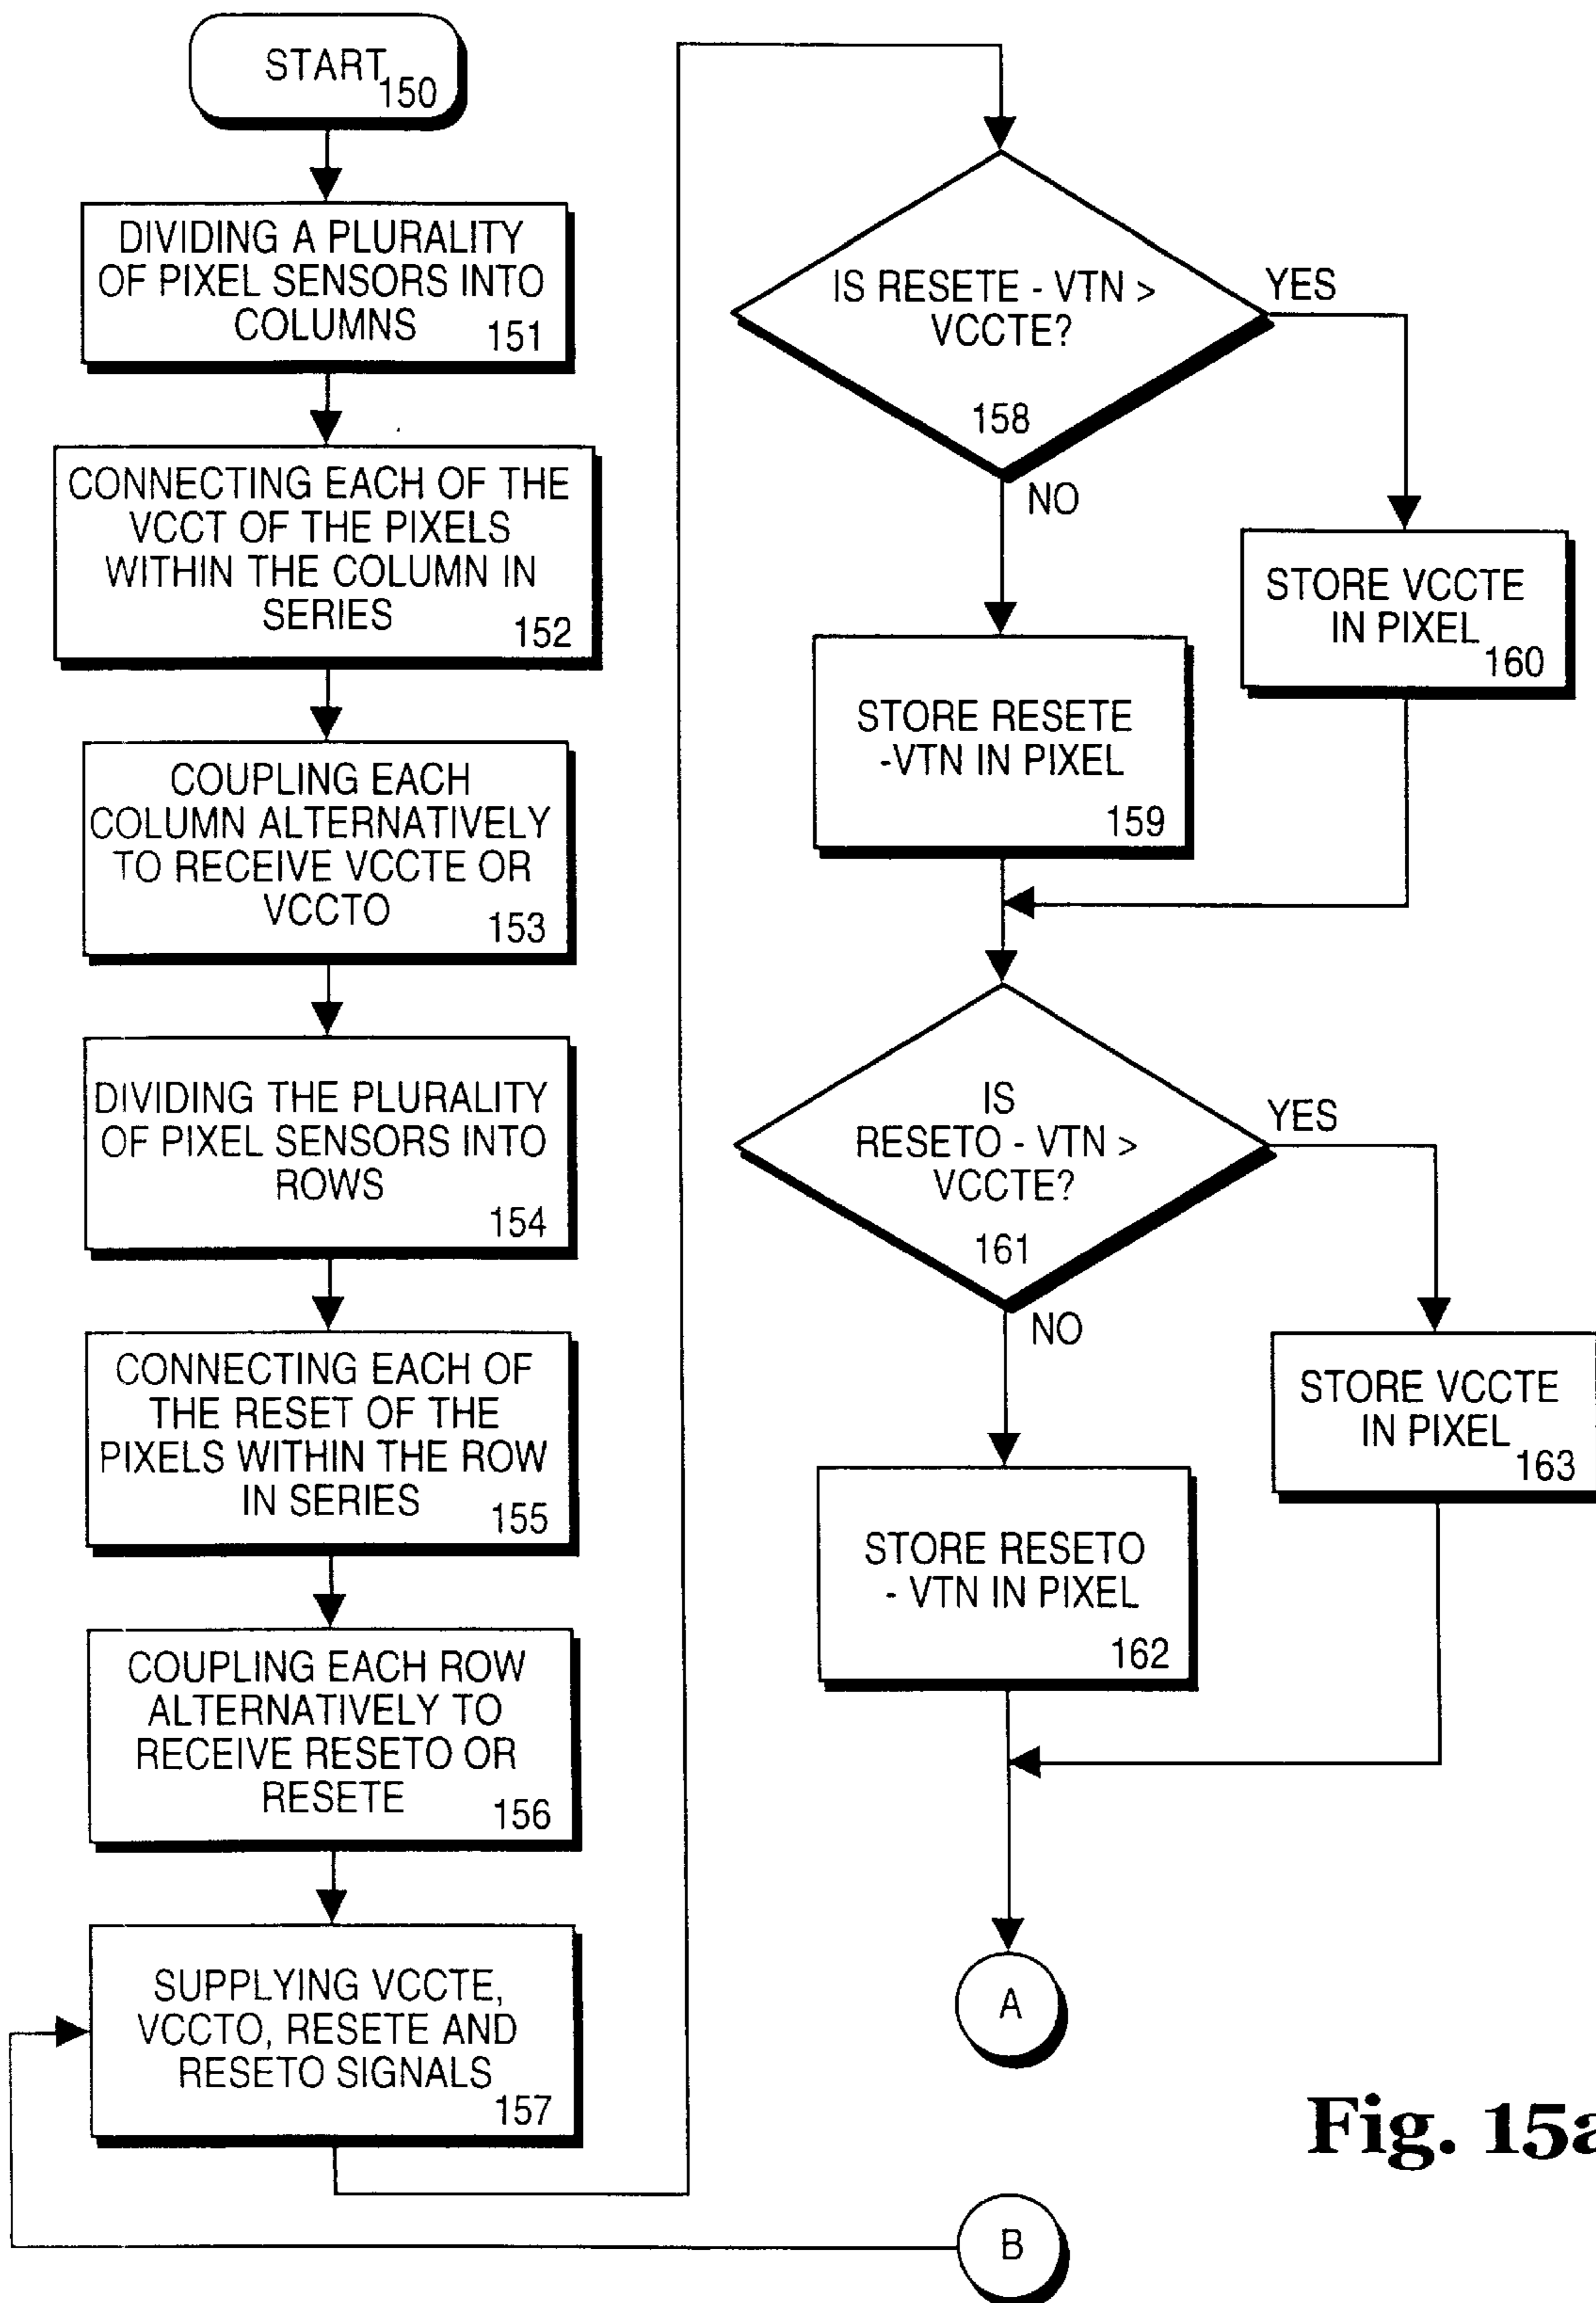 START
150
DIVIDING A PLURALITY
OF PIXEL SENSORS INTO
COLUMNS
151
CONNECTING EACH OF THE
VCCT OF THE PIXELS
WITHIN THE COLUMN IN
SERIES
152
COUPLING EACH
COLUMN ALTERNATIVELY
TO RECEIVE VCCTE OR
VCCTO
153
DIVIDING THE PLURALITY
OF PIXEL SENSORS INTO
ROWS
154
CONNECTING EACH OF
THE RESET OF THE
PIXELS WITHIN THE ROW
IN SERIES
155
COUPLING EACH ROW
ALTERNATIVELY TO
RECEIVE RESETO OR
RESETE
156
SUPPLYING VCCTE,
VCCTO, RESETE AND
RESETO SIGNALS
157
IS RESETE - VTN >
VCCTE?
158
YES
NO
STORE VCCTE
IN PIXEL
160
STORE RESETE
-VTN IN PIXEL
159
IS
RESETO - VTN >
VCCTE?
161
YES
NO
STORE VCCTE
IN PIXEL
163
STORE RESETO
- VTN IN PIXEL
162
A
B
Fig. 15a